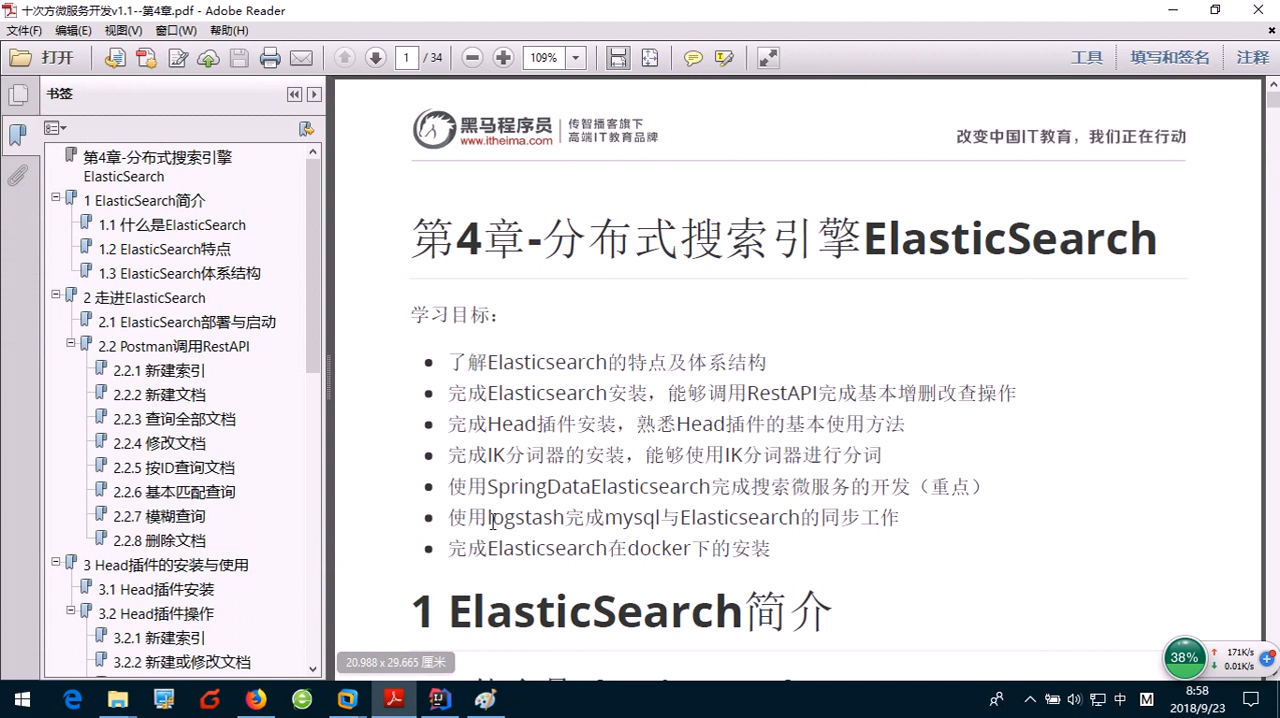 十次方微服务开发v1.1--第4章.pdf - Adobe Reader
文件(F) 编辑(E) 视图(V) 窗口(W) 帮助(H)
打开 1 / 34 109% 工具 填写和签名 注释
书签
第4章-分布式搜索引擎
ElasticSearch
1 ElasticSearch简介
1.1 什么是ElasticSearch
1.2 ElasticSearch特点
1.3 ElasticSearch体系结构
2 走进ElasticSearch
2.1 ElasticSearch部署与启动
2.2 Postman调用RestAPI
2.2.1 新建索引
2.2.2 新建文档
2.2.3 查询全部文档
2.2.4 修改文档
2.2.5 按ID查询文档
2.2.6 基本匹配查询
2.2.7 模糊查询
2.2.8 删除文档
3 Head插件的安装与使用
3.1 Head插件安装
3.2 Head插件操作
3.2.1 新建索引
3.2.2 新建或修改文档
黑马程序员
www.itheima.com
传智播客旗下
高端IT教育品牌
改变中国IT教育，我们正在行动
第4章-分布式搜索引擎ElasticSearch
学习目标：
了解Elasticsearch的特点及体系结构
完成Elasticsearch安装，能够调用RestAPI完成基本增删改查操作
完成Head插件安装，熟悉Head插件的基本使用方法
完成IK分词器的安装，能够使用IK分词器进行分词
使用SpringDataElasticsearch完成搜索微服务的开发（重点）
使用logstash完成mysql与Elasticsearch的同步工作
完成Elasticsearch在docker下的安装
1 ElasticSearch简介
20.988 x 29.665 厘米
38%
171K/s
0.01K/s
中
M
8:58
2018/9/23